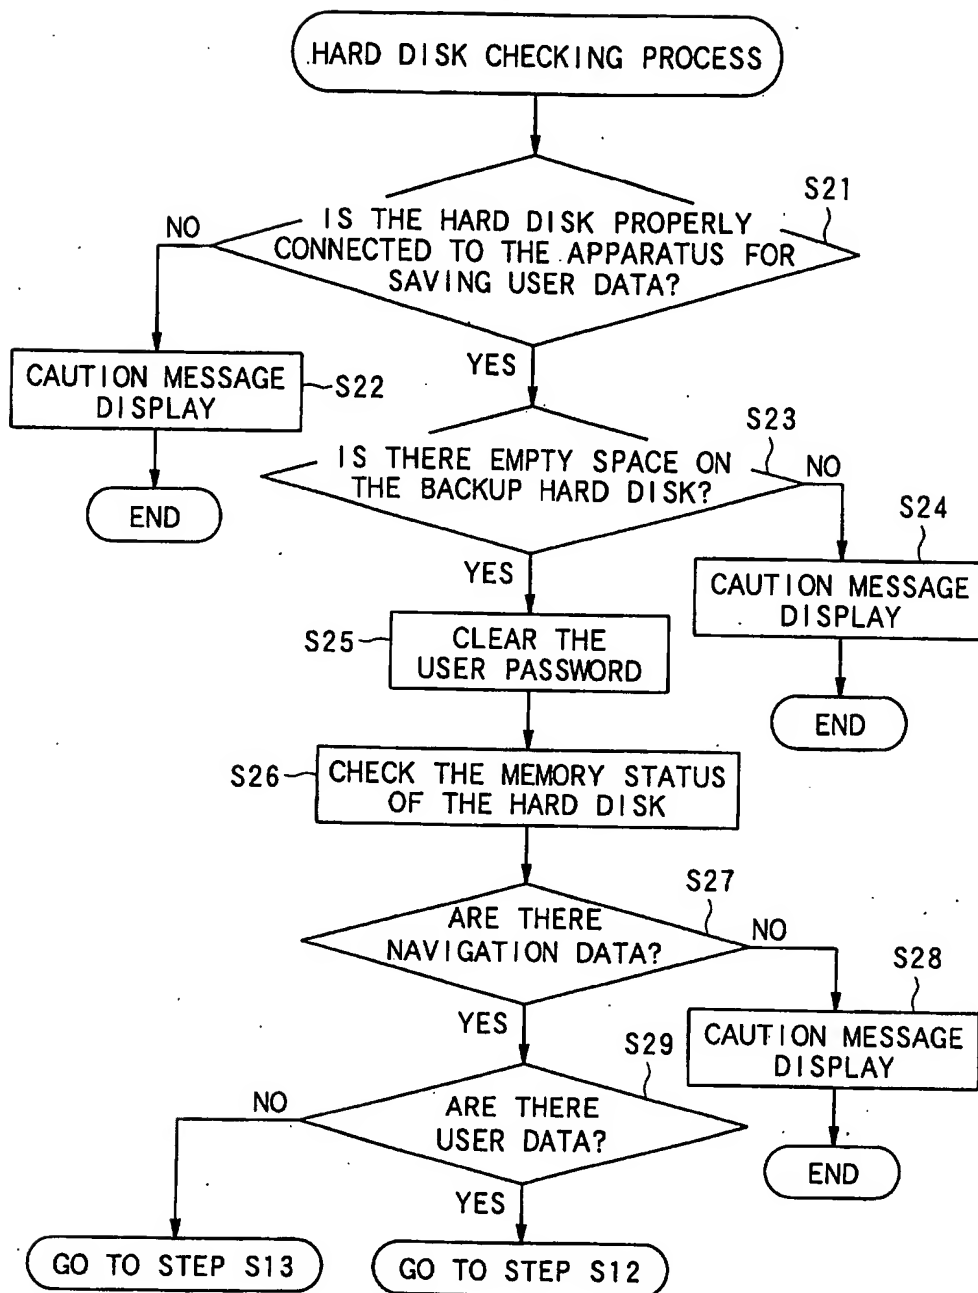 HARD DISK CHECKING PROCESS
S21
NO
IS THE HARD DISK PROPERLY
CONNECTED TO THE APPARATUS FOR
SAVING USER DATA?
YES
CAUTION MESSAGE
DISPLAY
S22
END
S23
IS THERE EMPTY SPACE ON
THE BACKUP HARD DISK?
NO
YES
S24
CAUTION MESSAGE
DISPLAY
END
S25
CLEAR THE
USER PASSWORD
S26
CHECK THE MEMORY STATUS
OF THE HARD DISK
S27
ARE THERE
NAVIGATION DATA?
NO
YES
S28
CAUTION MESSAGE
DISPLAY
END
S29
NO
ARE THERE
USER DATA?
YES
GO TO STEP S13
GO TO STEP S12